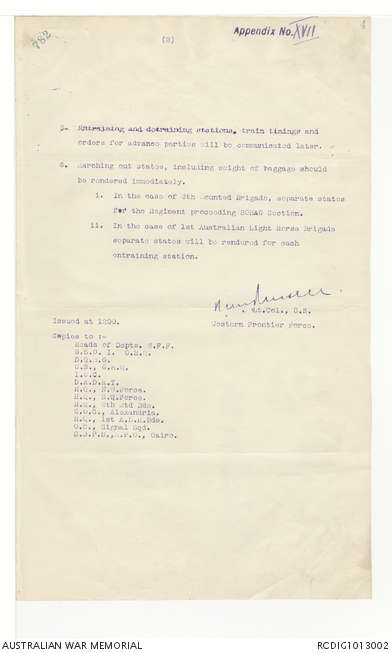 782
(2)
Appendix No. XVII
5. Entraining and detraining stations, train timings and
orders for advance parties will be communicated later.
6. Marching out states, including weight of baggage should
be rendered immediately.
i. In the case of 6th Mounted Brigade, separate states
for the Regiment proceeding SOHAG Section.
ii. In the case of 1st Australian Light Horse Brigade
separate states will be rendered for each
entraining station.
Lt.Col., G.S.
Western Frontier Force.
Issued at 1200.
Copies to :-
Heads of Depts. W.F.F.
G.S.O. I. G.H.Q.
D.Q.M.G.
O.S., G.H.Q.
I.G.C.
D.A.D.R.T.
H.Q., N.W.Force.
H.Q., S.W.Force.
H.Q., 6th Mtd Bde.
Alexandria.
H.Q., 1st A.L.H.Bde.
O.C., Signal Sqd.
Cairo.
AUSTRALIAN WAR MEMORIAL
RCDIG1013002